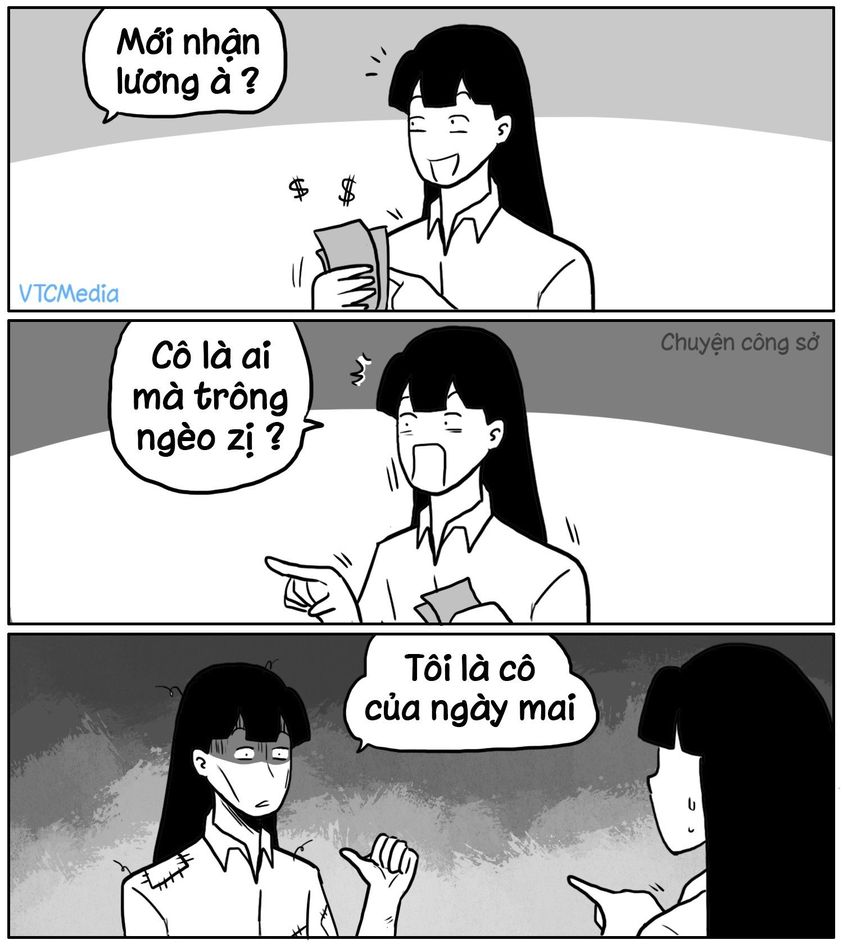 Mới nhận
lương à ?
$ $
VTCMedia
Chuyện công sở
Cô là ai
mà trông
ngèo zị ?
Tôi là cô
của ngày mai